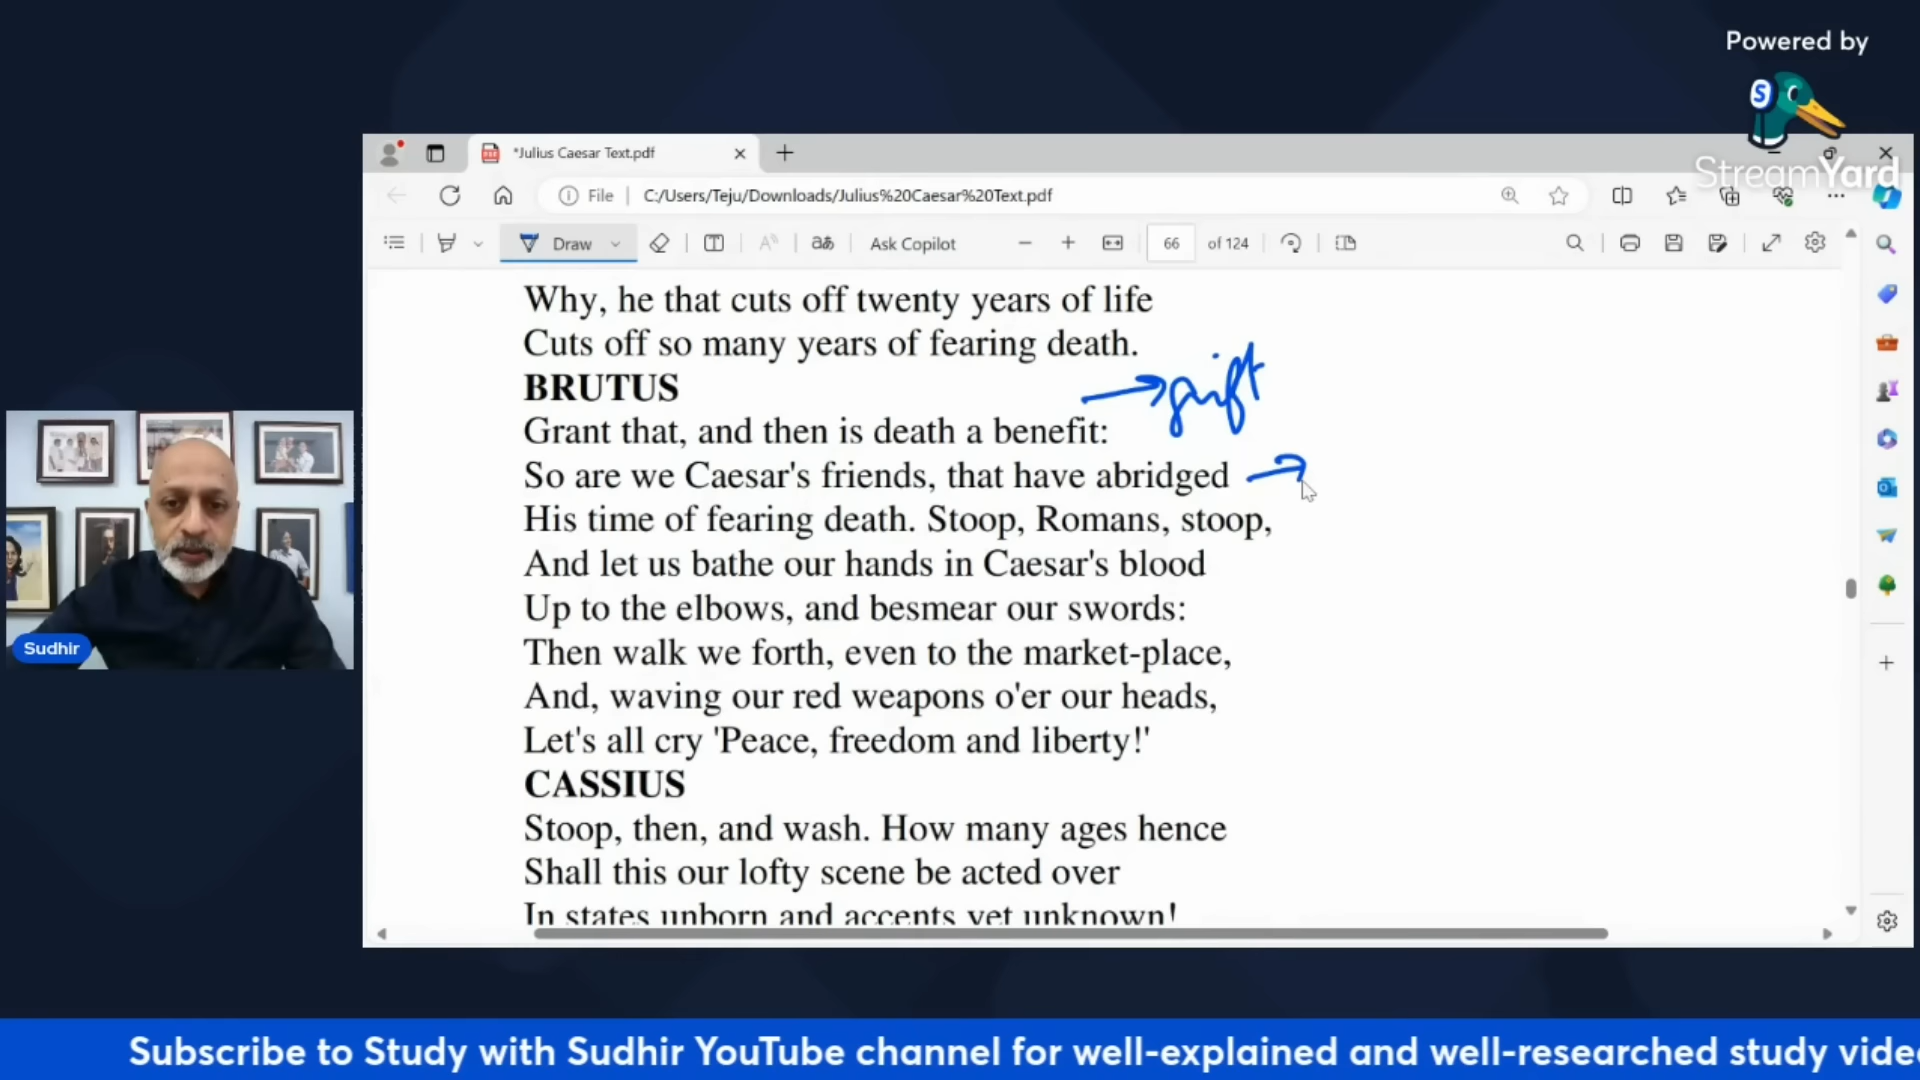 Powered by
S
StreamYard
*Julius Caesar Text.pdf
File
C:/Users/Teju/Downloads/Julius%20Caesar%20Text.pdf
Draw
aあ
Ask Copilot
66 of 124
Why, he that cuts off twenty years of life
Cuts off so many years of fearing death.
BRUTUS
gift
Grant that, and then is death a benefit:
So are we Caesar's friends, that have abridged
His time of fearing death. Stoop, Romans, stoop,
And let us bathe our hands in Caesar's blood
Up to the elbows, and besmear our swords:
Then walk we forth, even to the market-place,
And, waving our red weapons o'er our heads,
Let's all cry 'Peace, freedom and liberty!'
CASSIUS
Stoop, then, and wash. How many ages hence
Shall this our lofty scene be acted over
In states unborn and accents yet unknown!
Sudhir
Subscribe to Study with Sudhir YouTube channel for well-explained and well-researched study vide